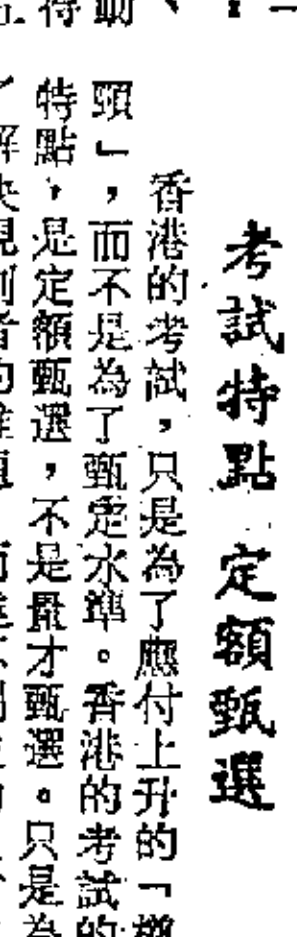 考試特點 定額甄選
香港的考試，只是為了應付上升的「樽
頸」，而不是為了甄定水準。香港的考試的
特點，是定額甄選，不是量才甄選。只是為